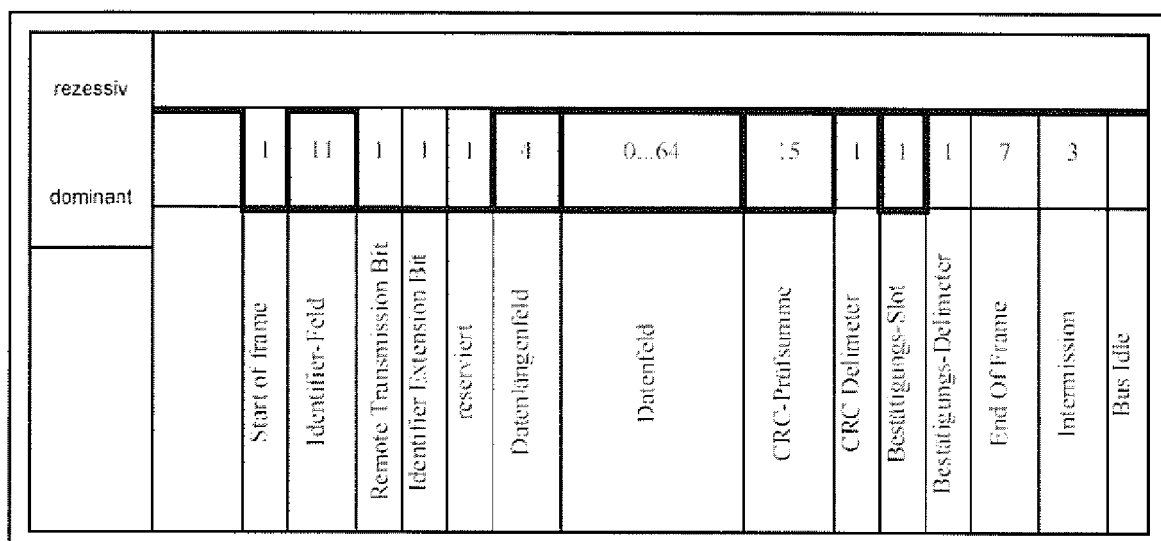 rezessiv
1 11 1 1 1 4 0...64 15 1 1 1 7 3
dominant
Start of frame
Identifier-Feld
Remote Transmission Bit
Identifier Extension Bit
reserviert
Datenlängenfeld
Datenfeld
CRC-Prüfsumme
CRC Delimeter
Bestätigungs-Slot
Bestätigungs-Delimeter
End Of Frame
Intermission
Bus Idle